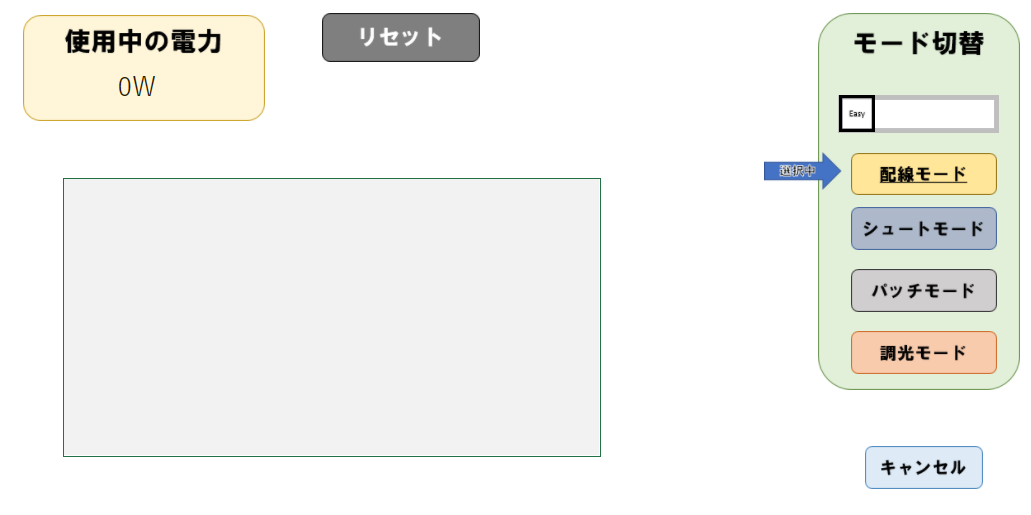 使用中の電力
0W
リセット
モード切替
Easy
選択中
配線モード
シュートモード
パッチモード
調光モード
キャンセル